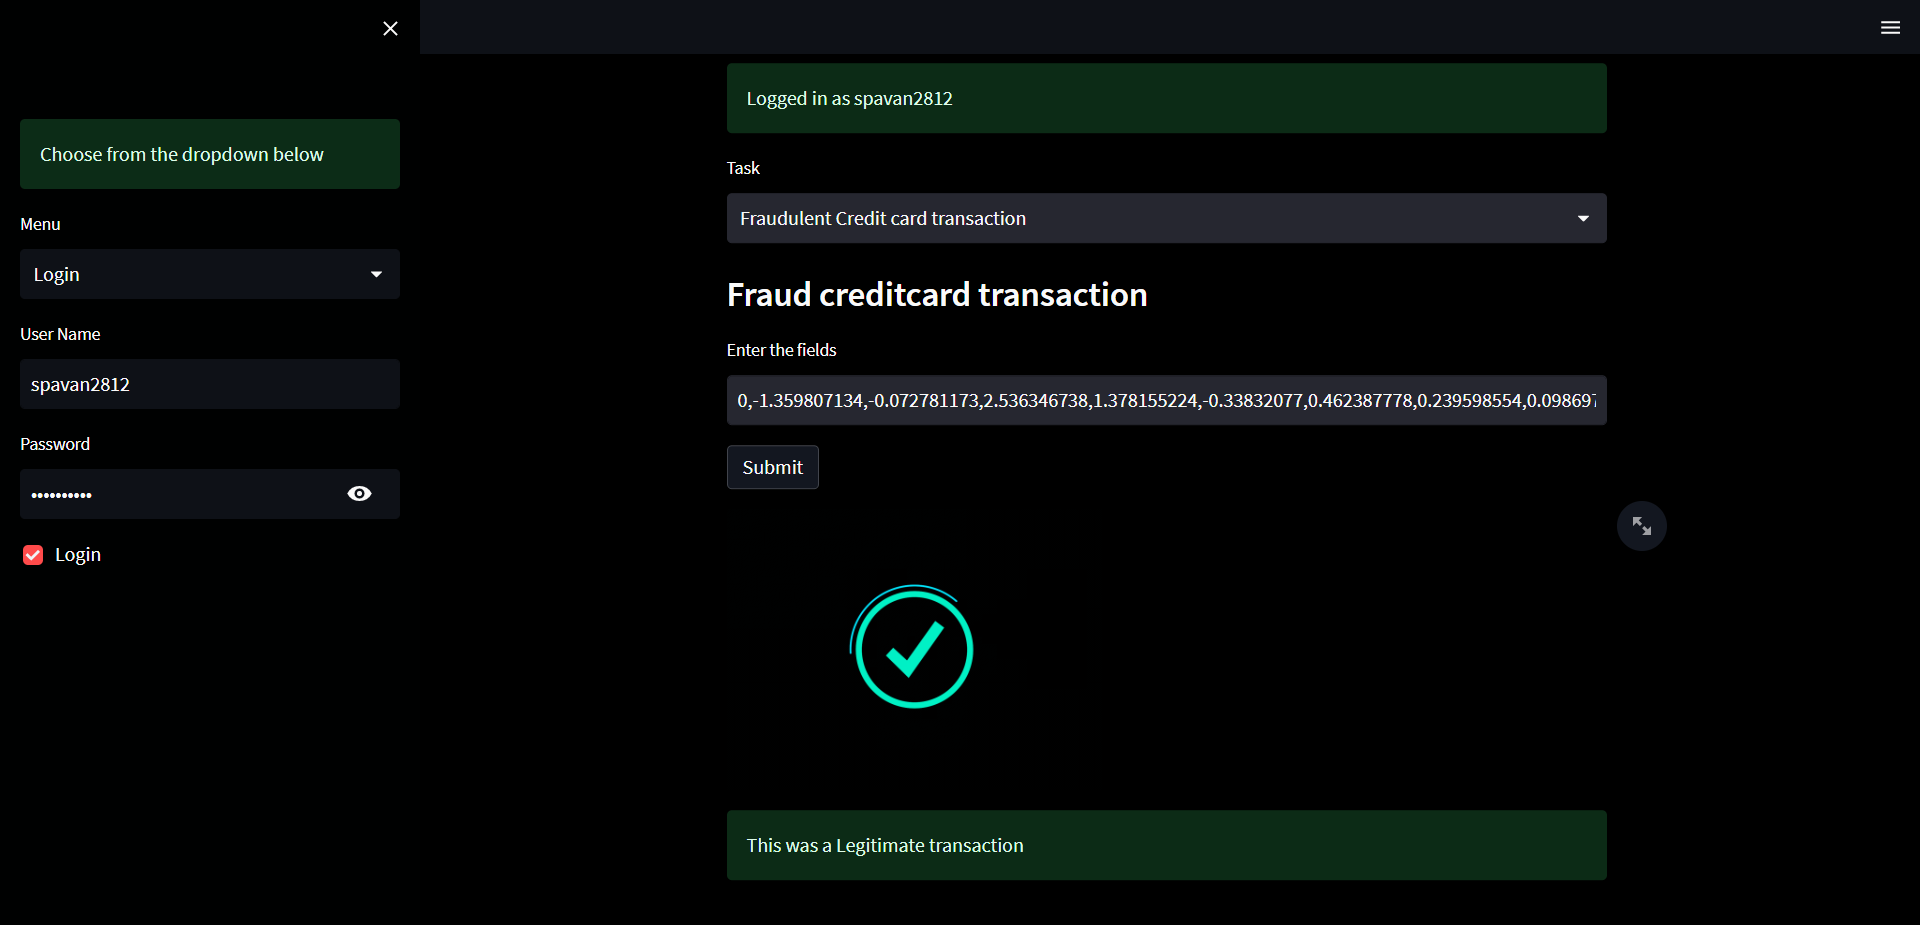 Choose from the dropdown below
Menu
Login
User Name
spavan2812
Password
••••••••••
Login
Logged in as spavan2812
Task
Fraudulent Credit card transaction
Fraud creditcard transaction
Enter the fields
0,-1.359807134,-0.072781173,2.536346738,1.378155224,-0.33832077,0.462387778,0.239598554,0.098697
Submit
This was a Legitimate transaction